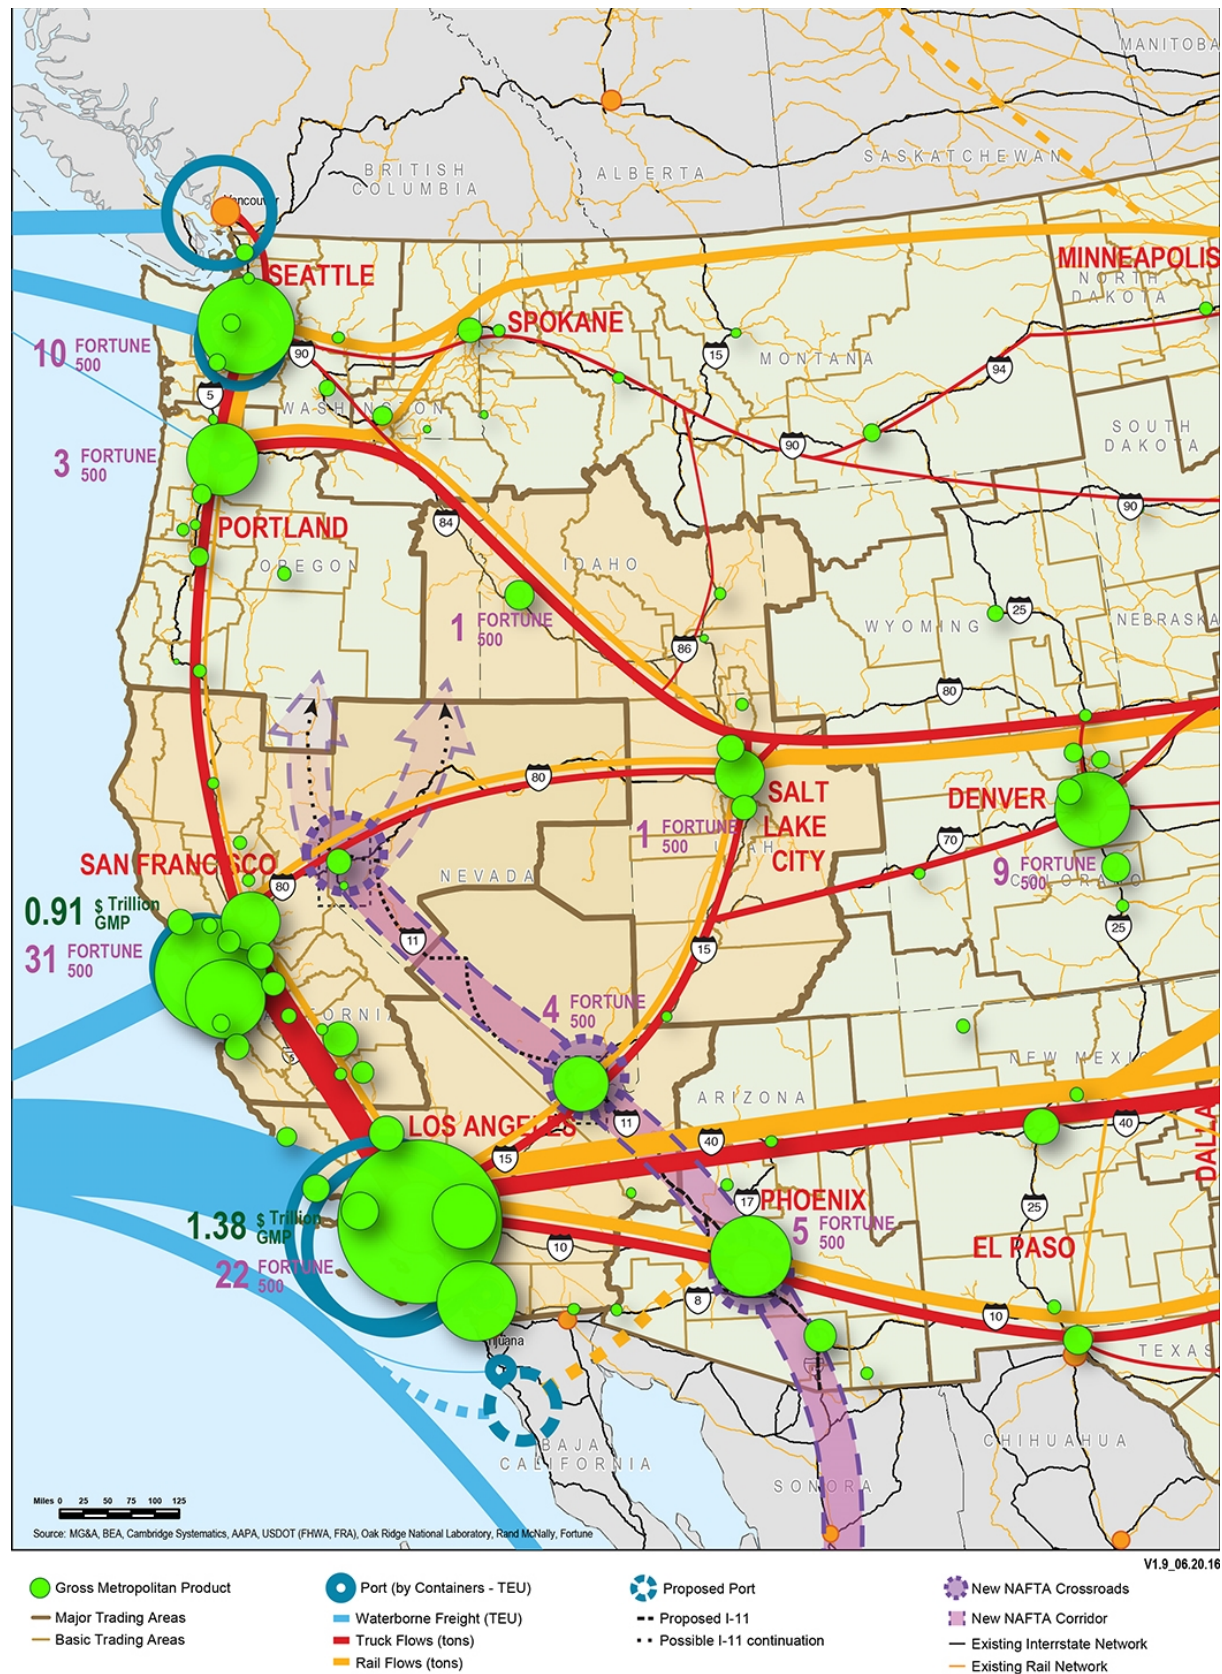 MANITOBA
SASKATCHEWAN
BRITISH
COLUMBIA
ALBERTA
Vancouver
SEATTLE
MINNEAPOLIS
NORTH
DAKOTA
SPOKANE
10 FORTUNE
500
90
15
MONTANA
94
5
WASHINGTON
SOUTH
DAKOTA
3 FORTUNE
500
90
90
84
PORTLAND
OREGON
IDAHO
1 FORTUNE
500
25
WYOMING
NEBRASKA
86
80
80
SALT
LAKE
CITY
DENVER
1 FORTUNE
500
UTAH
70
9 FORTUNE
500
COLORADO
SAN FRANCISCO
80
NEVADA
0.91 $ Trillion
GMP
31 FORTUNE
500
11
15
25
4 FORTUNE
500
CALIFORNIA
5
NEW MEXIC
ARIZONA
LOS ANGELES
11
40
40
15
DALLA
17
PHOENIX
5 FORTUNE
500
25
1.38 $ Trillion
GMP
22 FORTUNE
500
10
EL PASO
8
10
Tijuana
TEXAS
BAJA
CALIFORNIA
CHIHUAHUA
SONORA
Miles 0 25 50 75 100 125
Source: MG&A, BEA, Cambridge Systematics, AAPA, USDOT (FHWA, FRA), Oak Ridge National Laboratory, Rand McNally, Fortune
V1.9_06.20.16
Gross Metropolitan Product
Major Trading Areas
Basic Trading Areas
Port (by Containers - TEU)
Waterborne Freight (TEU)
Truck Flows (tons)
Rail Flows (tons)
Proposed Port
Proposed I-11
Possible I-11 continuation
New NAFTA Crossroads
New NAFTA Corridor
Existing Interrstate Network
Existing Rail Network